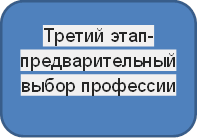 Третий этап-
предварительный
выбор профессии